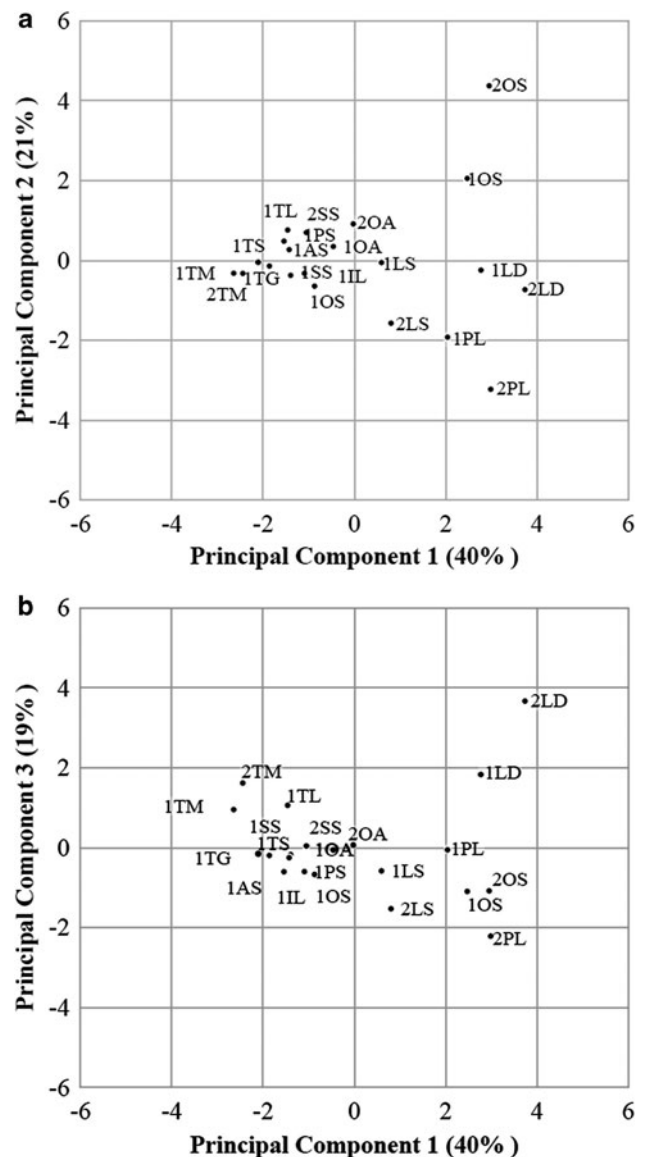 a
6
2OS
4
2
1OS
1TL
2SS
2OA
1PS
1TS
1AS
1OA
0
1TM
1TG
1SS
1IL
1LS
1LD
2TM
1OS
2LD
2LS
1PL
-2
2PL
-4
-6
-6 -4 -2 0 2 4 6
Principal Component 2 (21% )
Principal Component 1 (40% )
b
6
4
2LD
2
2TM
1LD
1TM
1TL
1SS
2SS
2OA
0
1TG
1TS
1OA
1PL
1AS
1IL
1PS
1LS
2OS
1OS
1OS
2LS
-2
2PL
-4
-6
-6 -4 -2 0 2 4 6
Principal Component 3 (19% )
Principal Component 1 (40% )